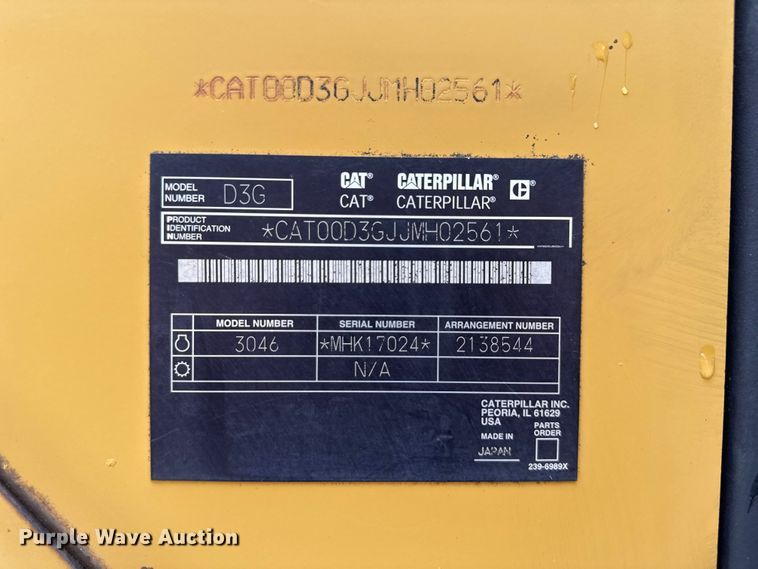 *CAT00D3GJJMH02561*
MODEL NUMBER D3G
CAT® CATERPILLAR® C®
CAT® CATERPILLAR®
PRODUCT IDENTIFICATION NUMBER *CAT00D3GJJMH02561*
MODEL NUMBER SERIAL NUMBER ARRANGEMENT NUMBER
3046 *MHK17024* 2138544
N/A
CATERPILLAR INC.
PEORIA, IL 61629
USA
MADE IN JAPAN
PARTS ORDER
239-6989X
Purple Wave Auction